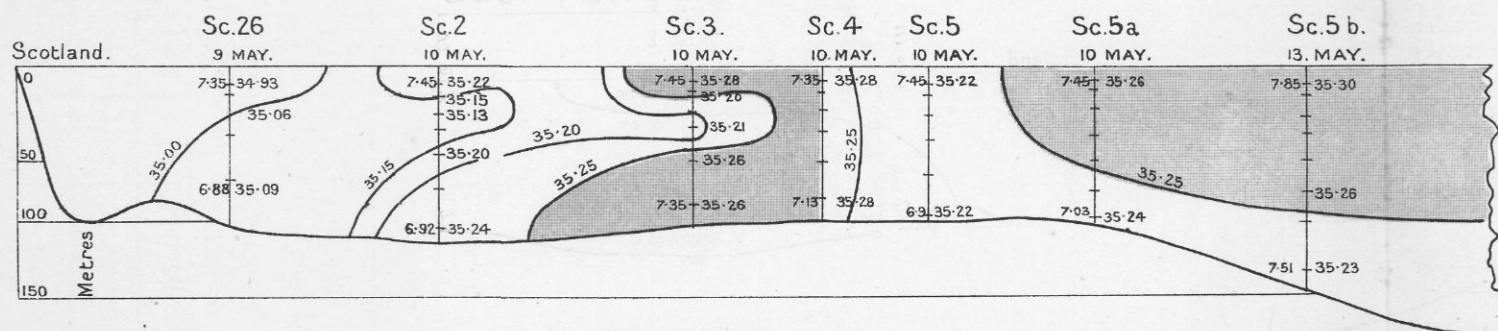 Sc.26 Sc.2 Sc.3. Sc.4 Sc.5 Sc.5a Sc.5b.
Scotland. 9 MAY. 10 MAY. 10 MAY. 10 MAY. 10 MAY. 10 MAY. 13 MAY.
0 7·35 34·93 7·45 35·22 7·45 35·28 7·35 35·28 7·45 35·22 7·45 35·26 7·85 35·30
35·06 35·15 35·20
35·13 35·21
35·00 35·15 35·20 35·20 35·25
50 35·25 35·26 35·25
6·88 35·09 35·26
100 6·92 35·24 7·35 35·26 7·13 35·28 6·9 35·22 7·03 35·24
Metres
7·51 35·23
150